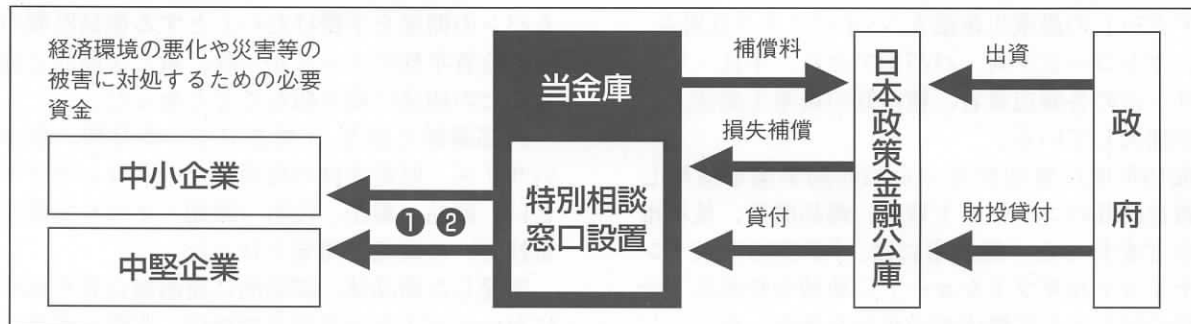 経済環境の悪化や災害等の
被害に対処するための必要
資金
中小企業
中堅企業
❶ ❷
当金庫
特別相談
窓口設置
補償料
損失補償
貸付
日本政策金融公庫
出資
財投貸付
政府